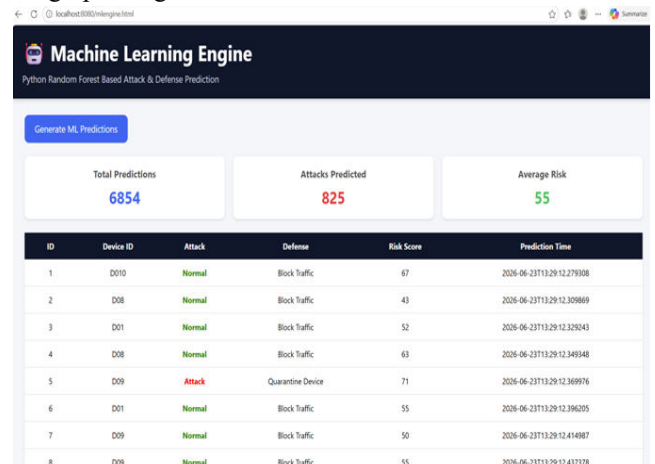 localhost:8080/mlengine.html
Summarize
Machine Learning Engine
Python Random Forest Based Attack & Defense Prediction
Generate ML Predictions
Total Predictions Attacks Predicted Average Risk
6854 825 55
ID Device ID Attack Defense Risk Score Prediction Time
1 D010 Normal Block Traffic 67 2026-06-23T13:29:12.279308
2 D08 Normal Block Traffic 43 2026-06-23T13:29:12.309869
3 D01 Normal Block Traffic 52 2026-06-23T13:29:12.329243
4 D08 Normal Block Traffic 63 2026-06-23T13:29:12.349348
5 D09 Attack Quarantine Device 71 2026-06-23T13:29:12.369976
6 D01 Normal Block Traffic 55 2026-06-23T13:29:12.396205
7 D09 Normal Block Traffic 50 2026-06-23T13:29:12.414987
8 D09 Normal Block Traffic 55 2026-06-23T13:29:12.437378